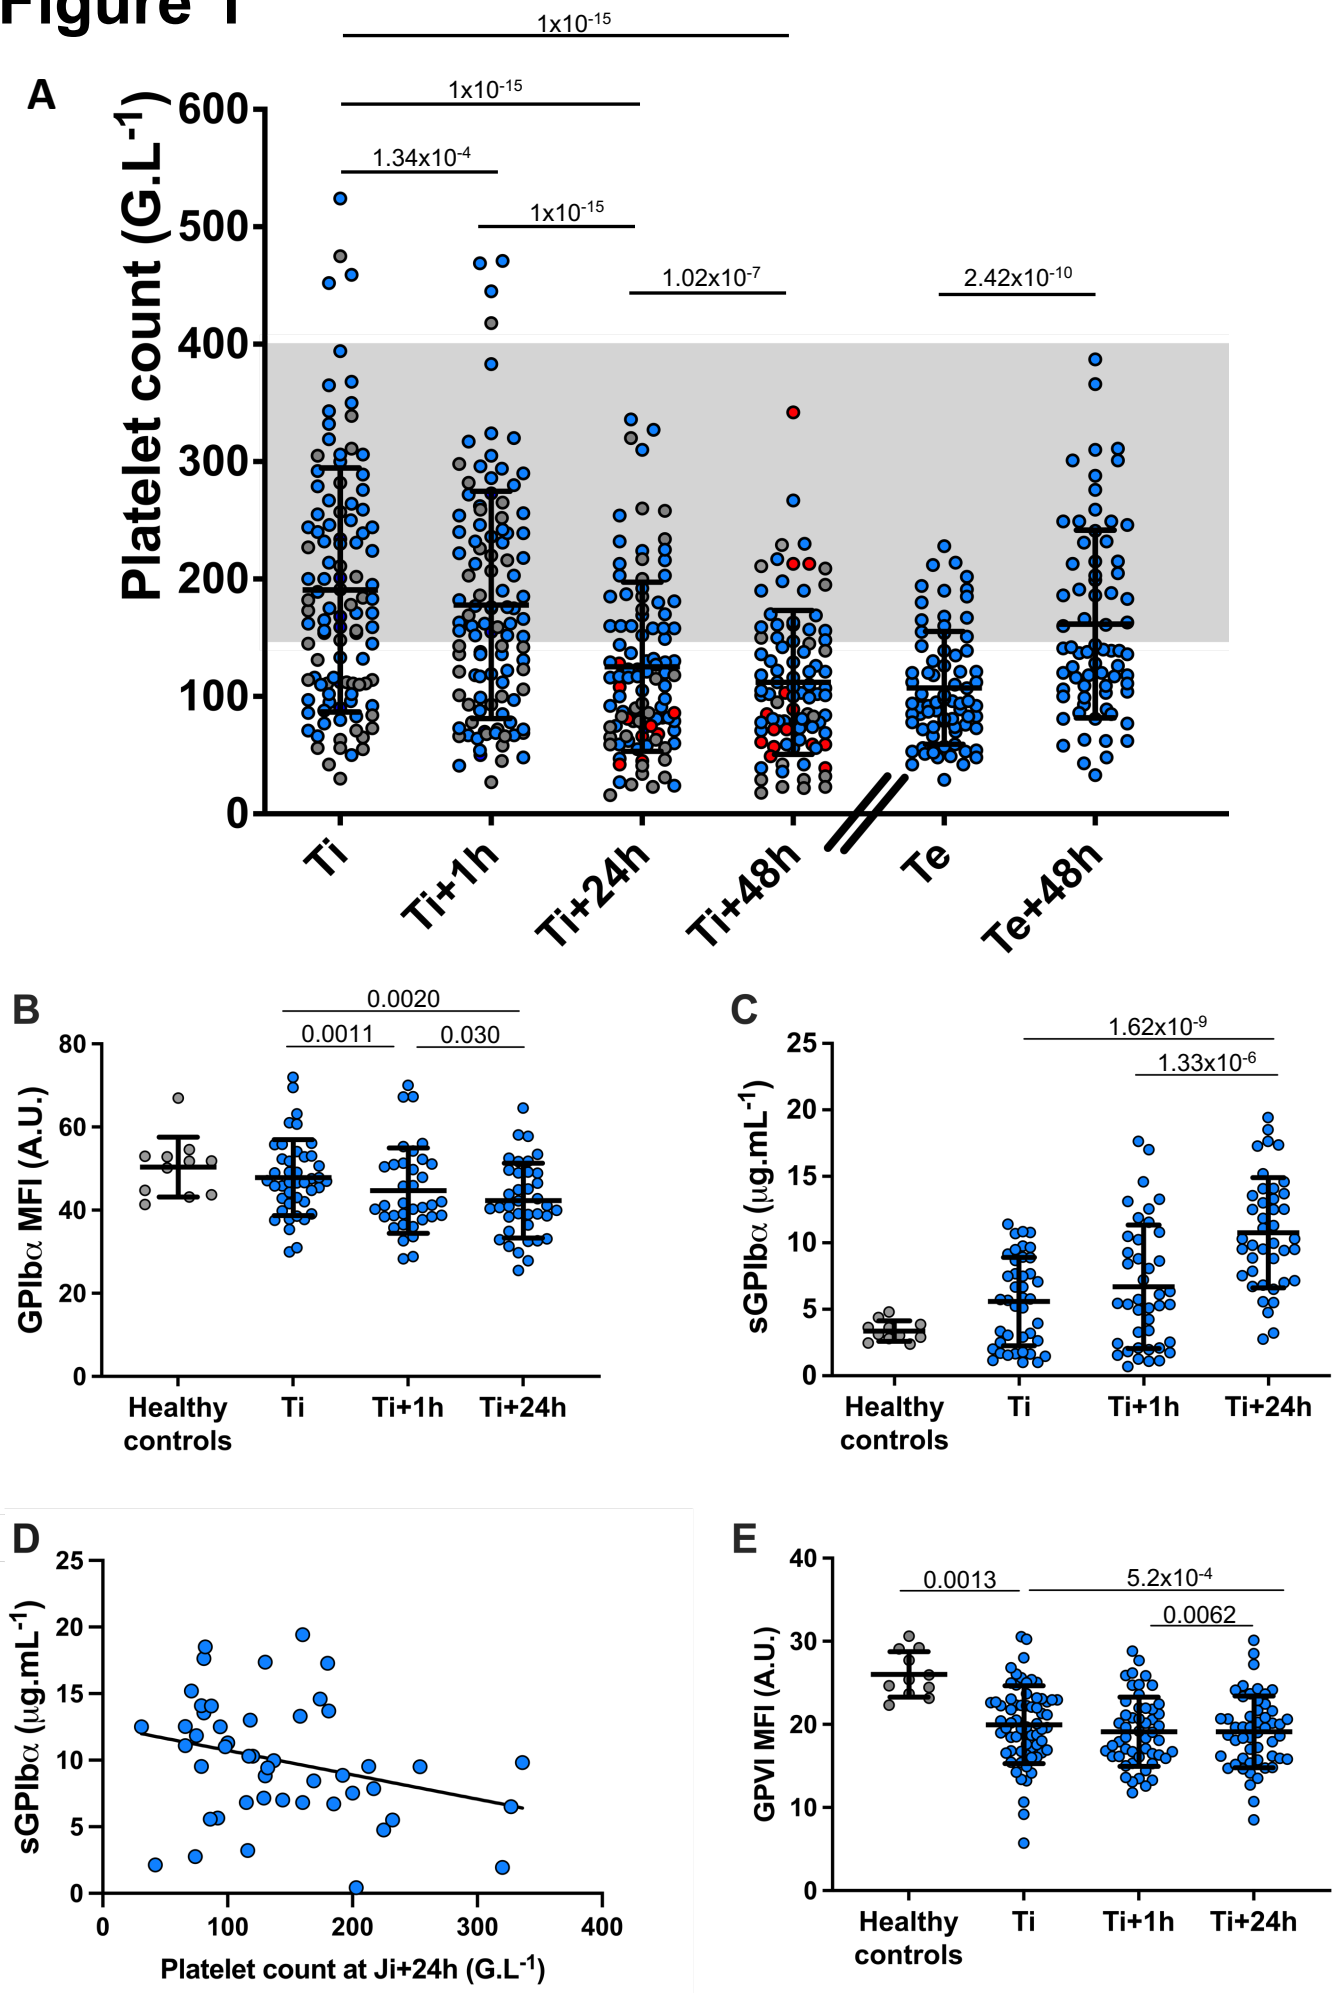 Figure 1
A
1x10-15
1x10-15
1.34x10-4
1x10-15
1.02x10-7
2.42x10-10
Platelet count (G.L-1)
600
500
400
300
200
100
0
Ti
Ti+1h
Ti+24h
Ti+48h
Te
Te+48h
B
0.0020
0.0011
0.030
GPIbα MFI (A.U.)
80
60
40
20
0
Healthy
controls
Ti
Ti+1h
Ti+24h
C
1.62x10-9
1.33x10-6
sGPIbα (µg.mL-1)
25
20
15
10
5
0
Healthy
controls
Ti
Ti+1h
Ti+24h
D
sGPIbα (µg.mL-1)
25
20
15
10
5
0
0
100
200
300
400
Platelet count at Ji+24h (G.L-1)
E
0.0013
5.2x10-4
0.0062
GPVI MFI (A.U.)
40
30
20
10
0
Healthy
controls
Ti
Ti+1h
Ti+24h